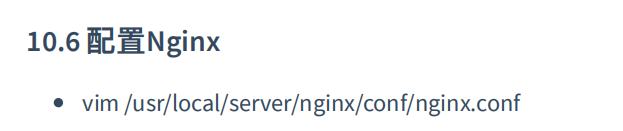 10.6 配置Nginx
vim /usr/local/server/nginx/conf/nginx.conf